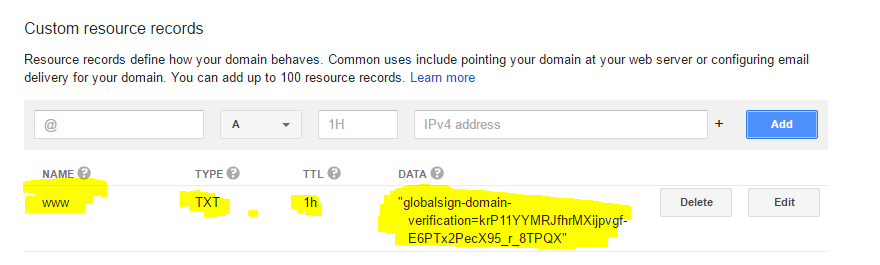 Custom resource records
Resource records define how your domain behaves. Common uses include pointing your domain at your web server or configuring email
delivery for your domain. You can add up to 100 resource records. Learn more
@ A 1H IPv4 address + Add
NAME ? TYPE ? TTL ? DATA ?
www TXT 1h "globalsign-domain-
verification=krP11YYMRJfhrMXijpvgf-
E6PTx2PecX95_r_8TPQX" Delete Edit